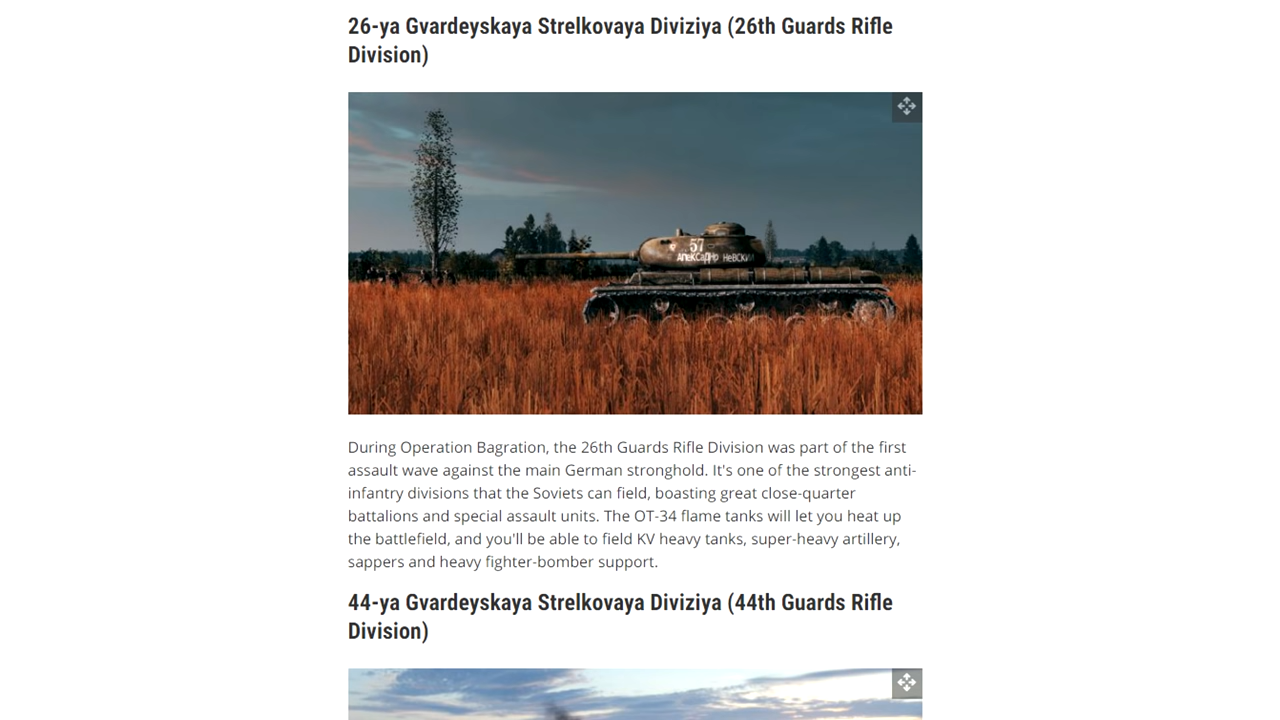 26-ya Gvardeyskaya Strelkovaya Diviziya (26th Guards Rifle
Division)
57
АлеКСаДНр НеВСКИ
During Operation Bagration, the 26th Guards Rifle Division was part of the first
assault wave against the main German stronghold. It's one of the strongest anti-
infantry divisions that the Soviets can field, boasting great close-quarter
battalions and special assault units. The OT-34 flame tanks will let you heat up
the battlefield, and you'll be able to field KV heavy tanks, super-heavy artillery,
sappers and heavy fighter-bomber support.
44-ya Gvardeyskaya Strelkovaya Diviziya (44th Guards Rifle
Division)